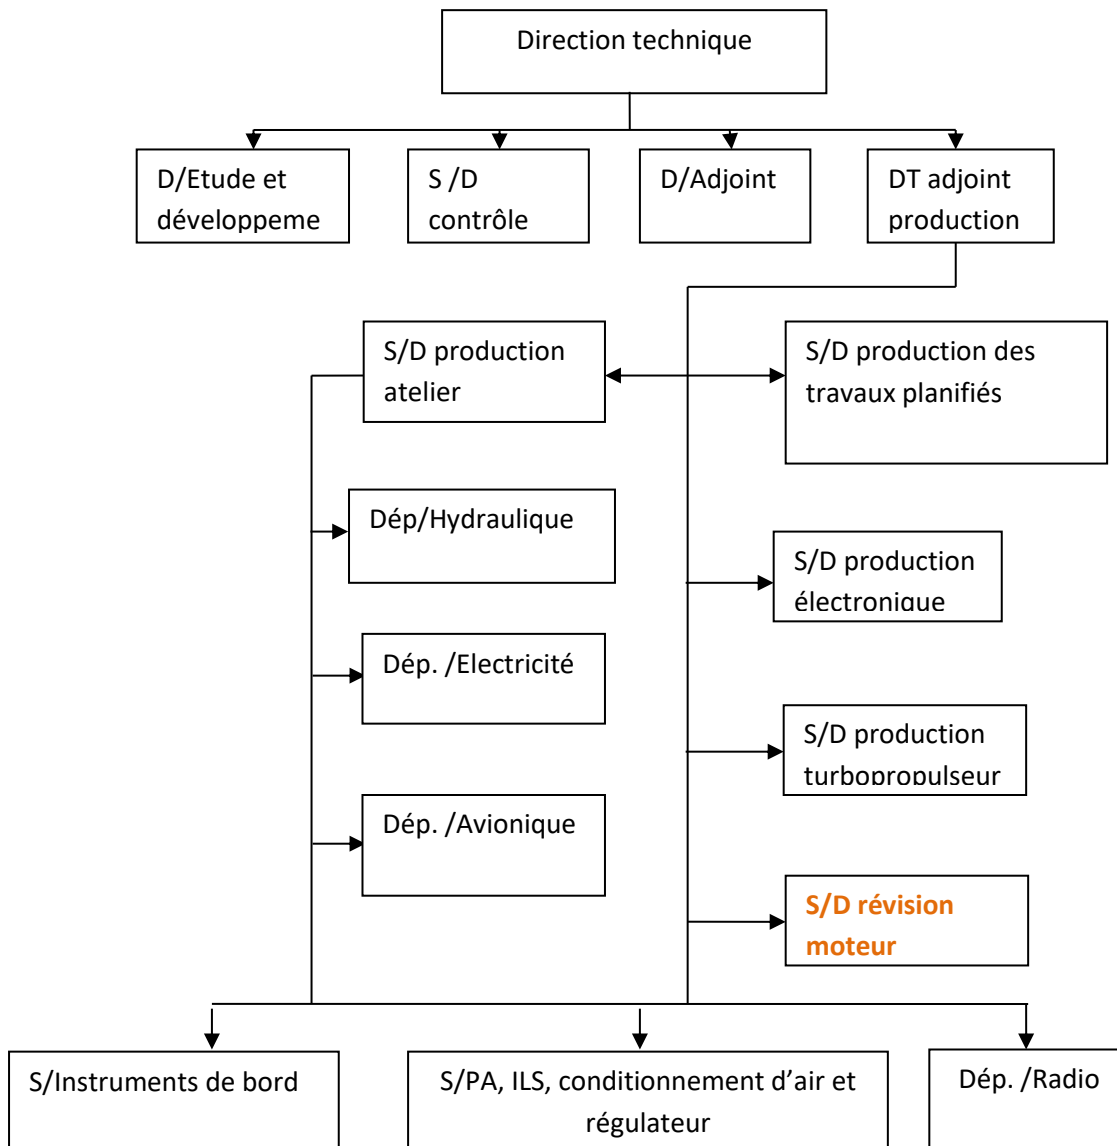 Direction technique
D/Etude et
développeme
S /D
contrôle
D/Adjoint
DT adjoint
production
S/D production
atelier
S/D production des
travaux planifiés
Dép/Hydraulique
S/D production
électronique
Dép. /Electricité
S/D production
turbopropulseur
Dép. /Avionique
S/D révision
moteur
S/Instruments de bord
S/PA, ILS, conditionnement d’air et
régulateur
Dép. /Radio